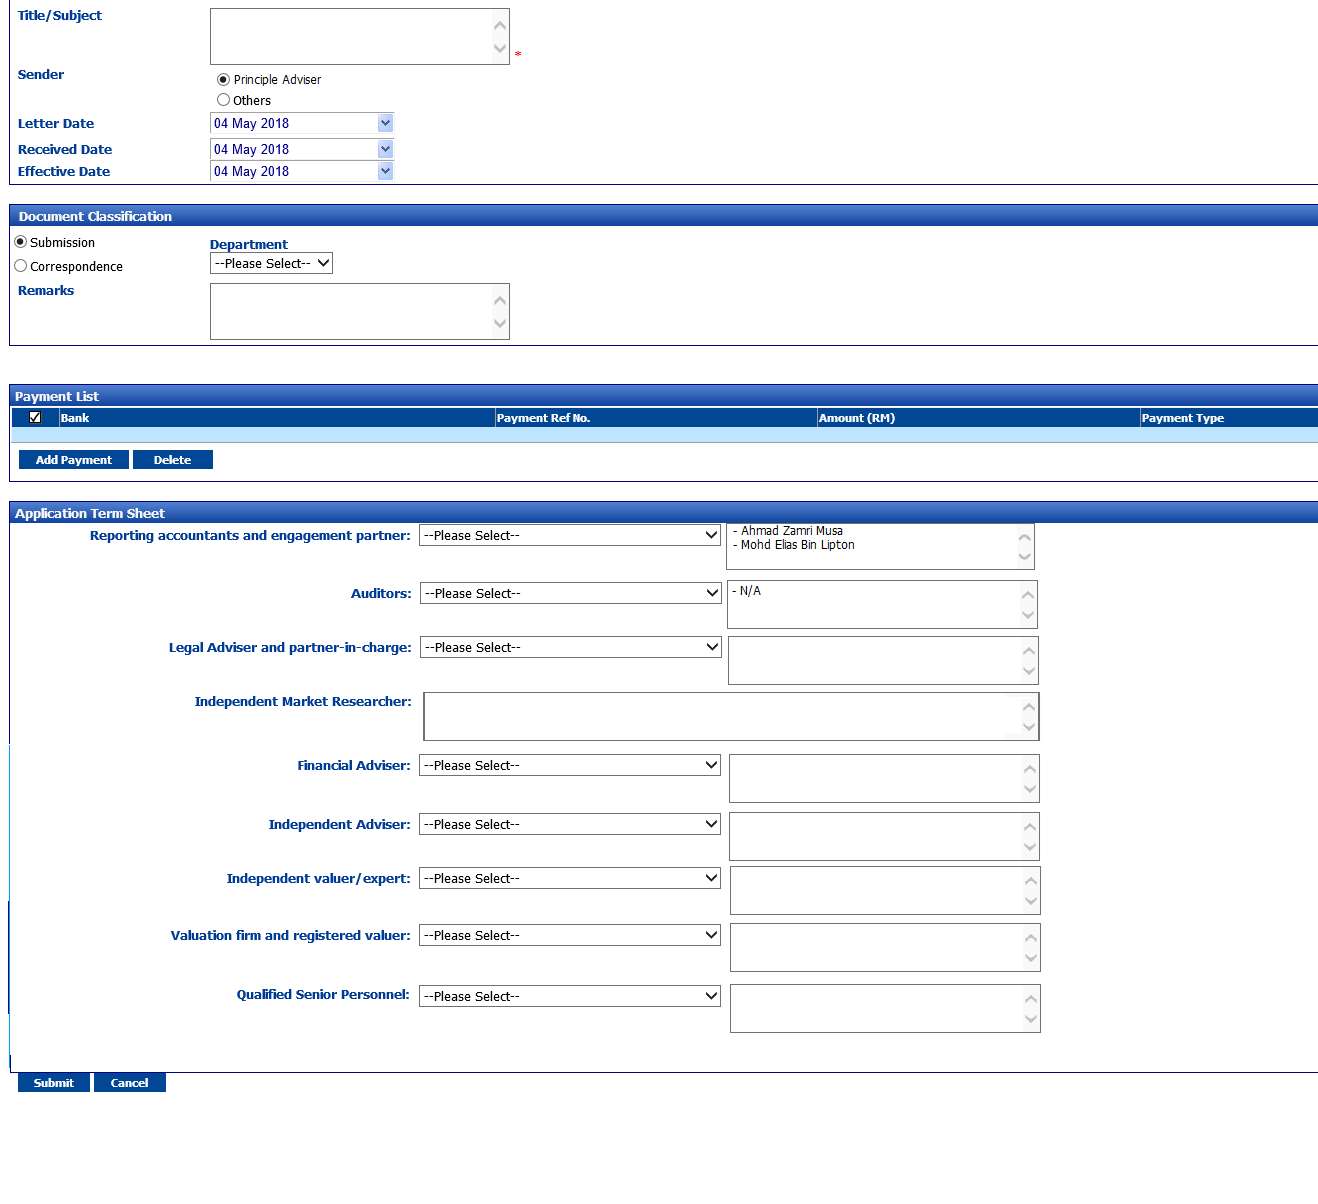 Title/Subject
*
Sender
Principle Adviser
Others
Letter Date
04 May 2018
Received Date
04 May 2018
Effective Date
04 May 2018
Document Classification
Submission
Department
Correspondence
--Please Select--
Remarks
Payment List
Bank
Payment Ref No.
Amount (RM)
Payment Type
Add Payment
Delete
Application Term Sheet
Reporting accountants and engagement partner:
--Please Select--
- Ahmad Zamri Musa
- Mohd Elias Bin Lipton
Auditors:
--Please Select--
- N/A
Legal Adviser and partner-in-charge:
--Please Select--
Independent Market Researcher:
Financial Adviser:
--Please Select--
Independent Adviser:
--Please Select--
Independent valuer/expert:
--Please Select--
Valuation firm and registered valuer:
--Please Select--
Qualified Senior Personnel:
--Please Select--
Submit
Cancel